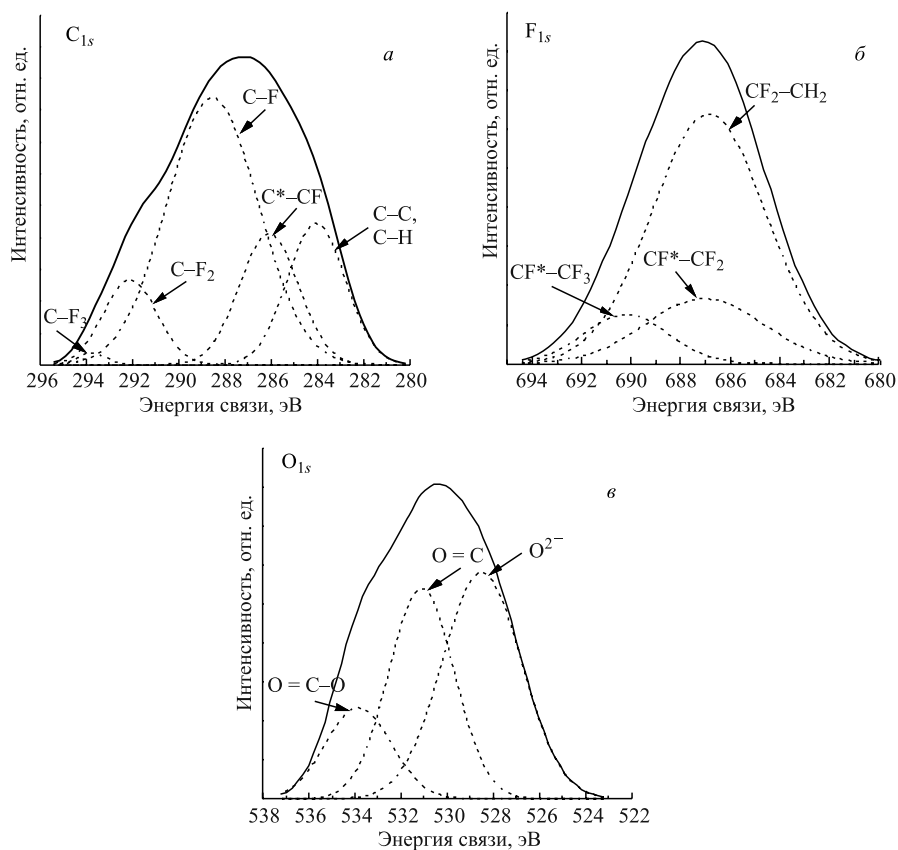 C1s
а
Интенсивность, отн. ед.
C–F
C*–CF
C–C,
C–H
C–F2
C–F3
296 294 292 290 288 286 284 282 280
Энергия связи, эВ
F1s
б
Интенсивность, отн. ед.
CF2–CH2
CF*–CF3
CF*–CF2
694 692 690 688 686 684 682 680
Энергия связи, эВ
O1s
в
Интенсивность, отн. ед.
O = C
O2−
O = C–O
538 536 534 532 530 528 526 524 522
Энергия связи, эВ